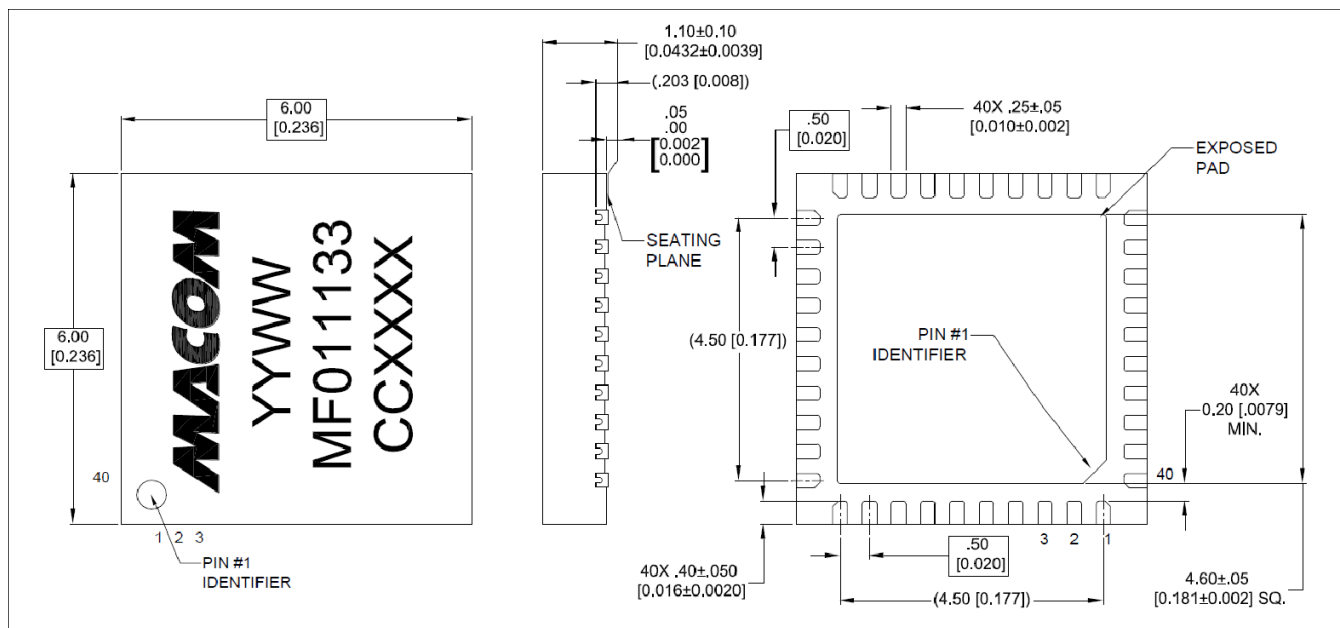 6.00
[0.236]
6.00
[0.236]
MACOM
YYWW
MF011133
CCXXXX
40
1 2 3
PIN #1
IDENTIFIER
1.10±0.10
[0.0432±0.0039]
(.203 [0.008])
.05
.00
[0.002
0.000]
SEATING
PLANE
.50
[0.020]
40X .25±.05
[0.010±0.002]
EXPOSED
PAD
(4.50 [0.177])
PIN #1
IDENTIFIER
40X
0.20 [.0079]
MIN.
40
3 2 1
40X .40±.050
[0.016±0.0020]
.50
[0.020]
(4.50 [0.177])
4.60±.05
[0.181±0.002] SQ.